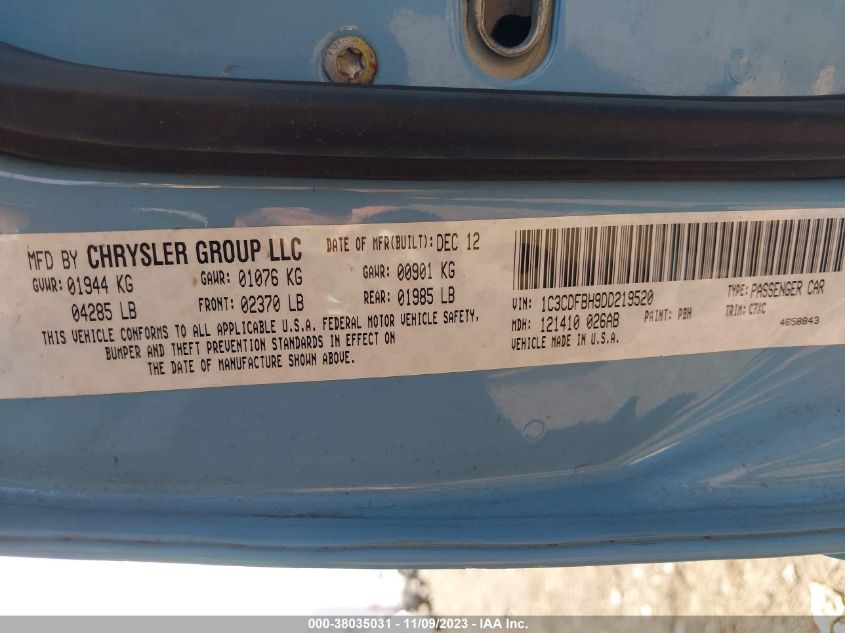 MFD BY CHRYSLER GROUP LLC DATE OF MFR(BUILT): DEC 12
GVWR: 01944 KG GAWR: 01076 KG GAWR: 00901 KG
04285 LB FRONT: 02370 LB REAR: 01985 LB
THIS VEHICLE CONFORMS TO ALL APPLICABLE U.S.A. FEDERAL MOTOR VEHICLE SAFETY,
BUMPER AND THEFT PREVENTION STANDARDS IN EFFECT ON
THE DATE OF MANUFACTURE SHOWN ABOVE.
VIN: 1C3CDFBH9DD219520 TYPE: PASSENGER CAR
MDH: 121410 026AB PAINT: PBH TRIM: C7XC
VEHICLE MADE IN U.S.A. 4658843
000-38035031 - 11/09/2023 - IAA Inc.